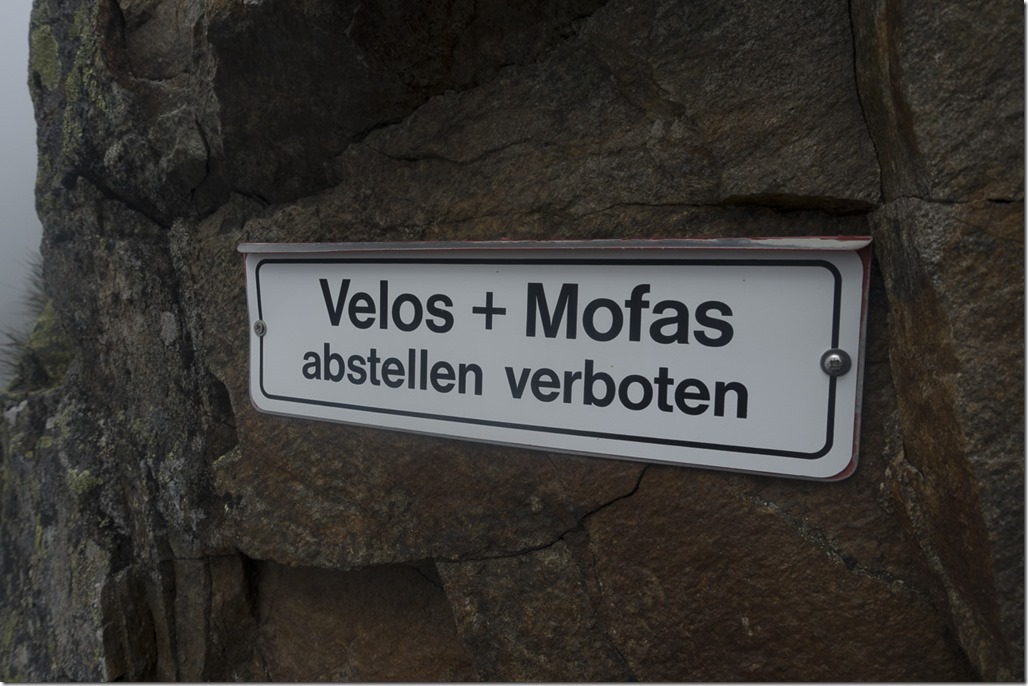 Velos + Mofas
abstellen verboten